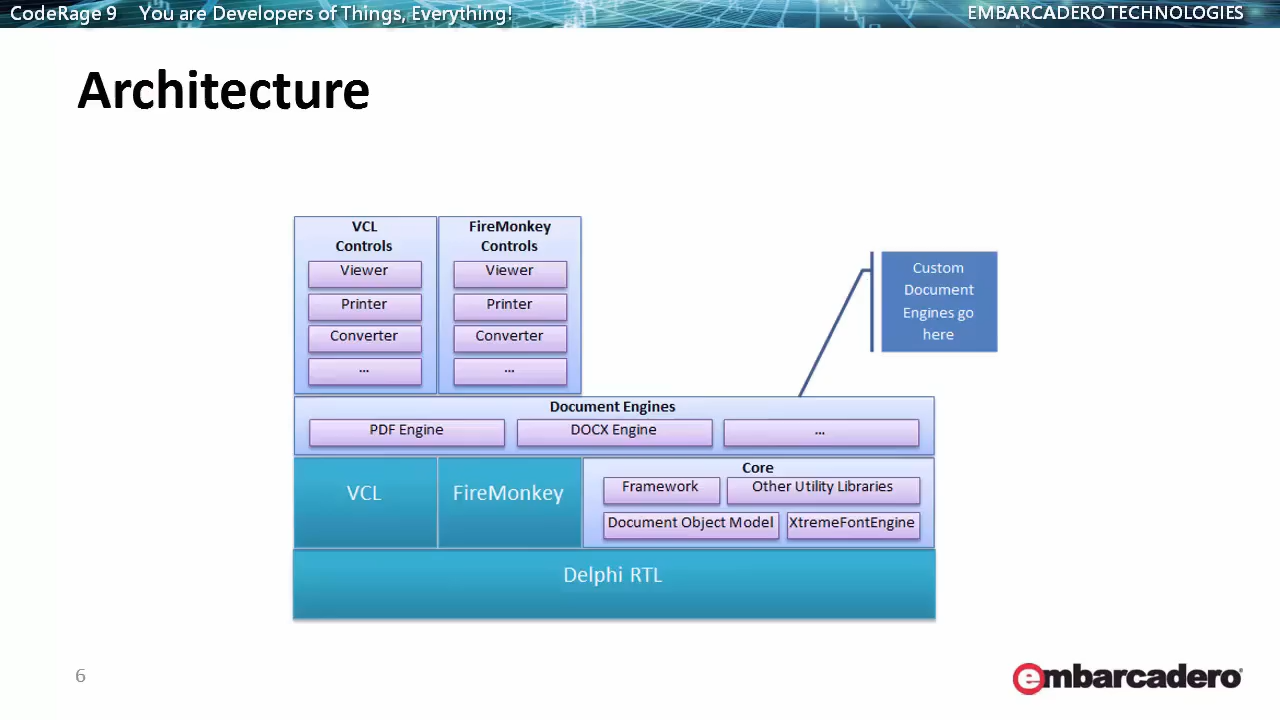 CodeRage 9 You are Developers of Things, Everything!
EMBARCADERO TECHNOLOGIES
Architecture
VCL
Controls
Viewer
Printer
Converter
...
FireMonkey
Controls
Viewer
Printer
Converter
...
Custom
Document
Engines go
here
Document Engines
PDF Engine
DOCX Engine
...
VCL
FireMonkey
Core
Framework
Other Utility Libraries
Document Object Model
XtremeFontEngine
Delphi RTL
6
embarcadero